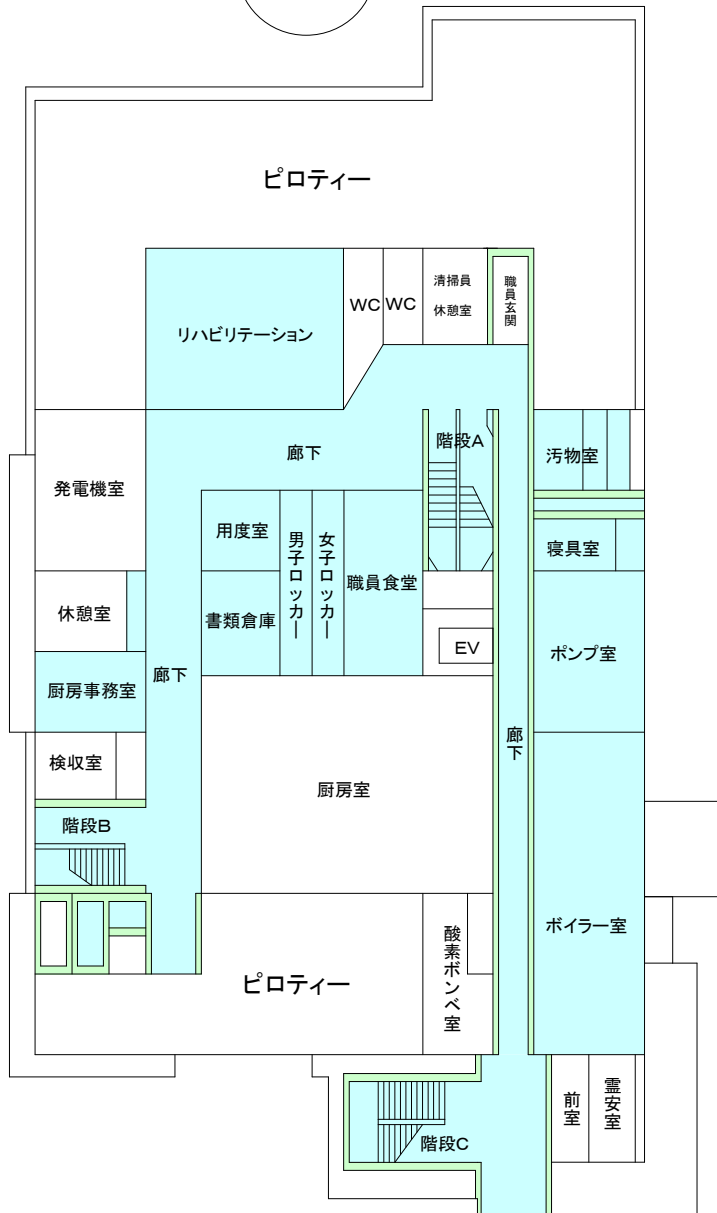 ピロティー
リハビリテーション
WC
WC
清掃員
休憩室
職員玄関
廊下
階段A
汚物室
発電機室
用度室
男子ロッカー
女子ロッカー
職員食堂
寝具室
休憩室
書類倉庫
EV
ポンプ室
廊下
厨房事務室
廊下
検収室
厨房室
階段B
ボイラー室
酸素ボンベ室
ピロティー
前室
霊安室
階段C